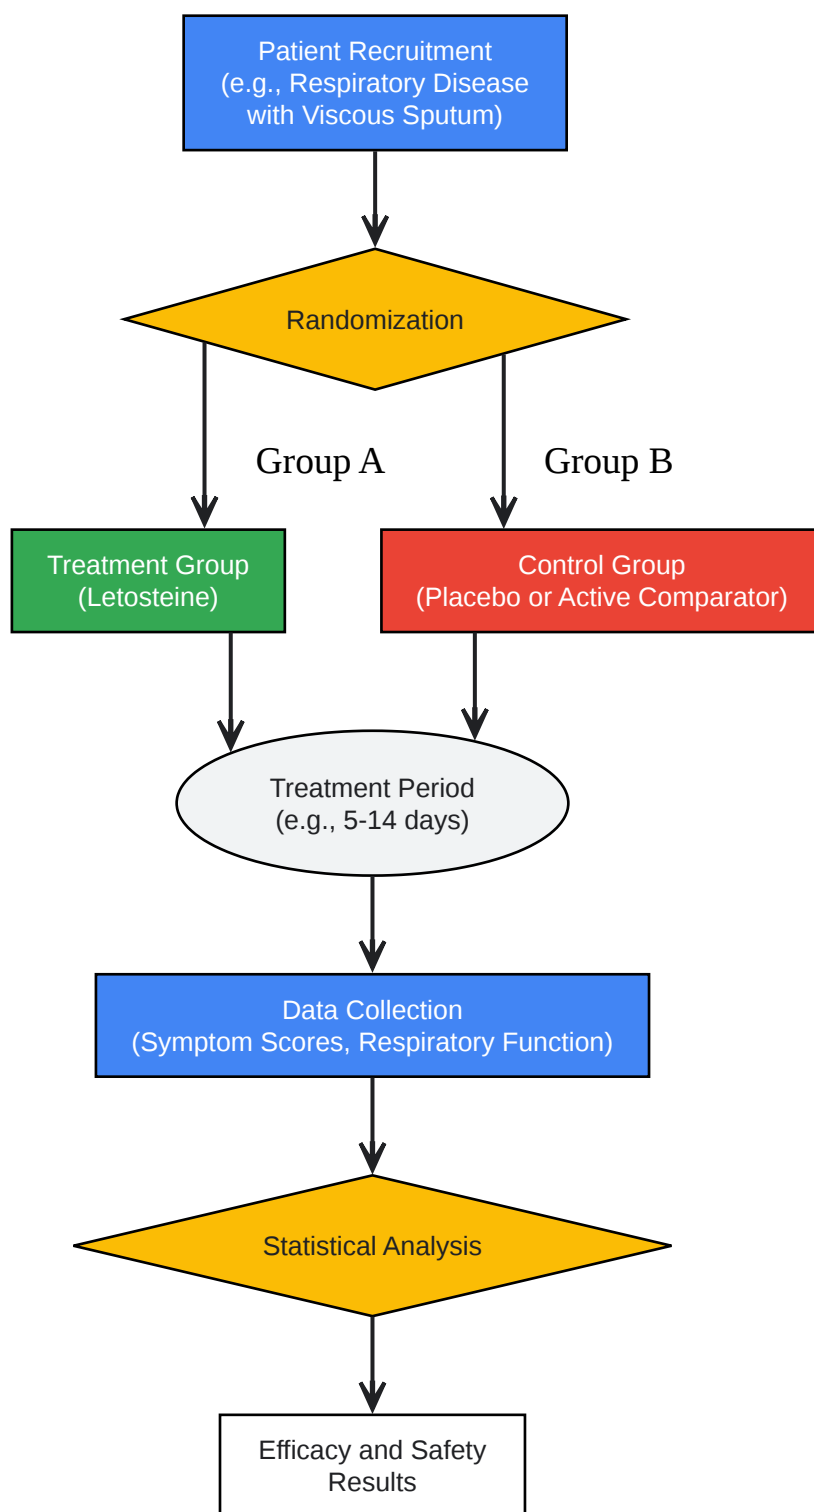 Patient Recruitment
(e.g., Respiratory Disease
with Viscous Sputum)
Randomization
Group A
Group B
Treatment Group
(Letosteine)
Control Group
(Placebo or Active Comparator)
Treatment Period
(e.g., 5-14 days)
Data Collection
(Symptom Scores, Respiratory Function)
Statistical Analysis
Efficacy and Safety
Results